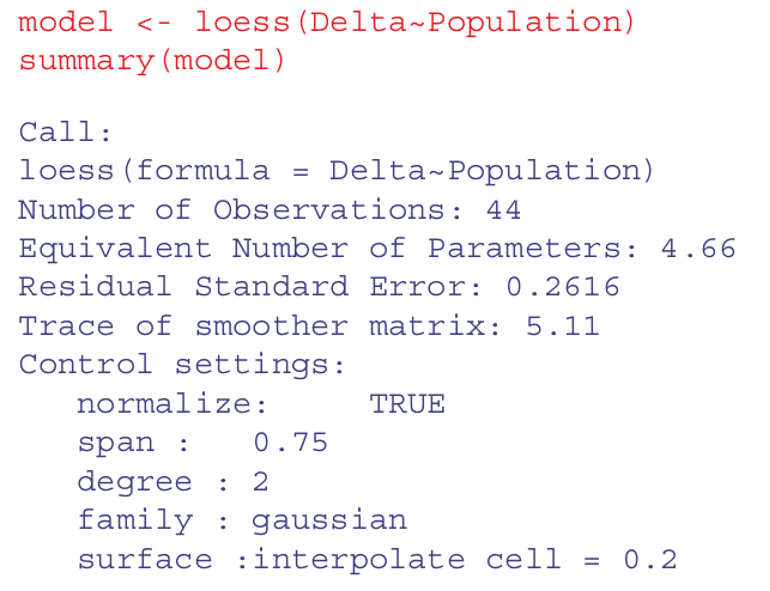 model <- loess(Delta~Population)
summary(model)
Call:
loess(formula = Delta~Population)
Number of Observations: 44
Equivalent Number of Parameters: 4.66
Residual Standard Error: 0.2616
Trace of smoother matrix: 5.11
Control settings:
normalize: TRUE
span : 0.75
degree : 2
family : gaussian
surface :interpolate cell = 0.2